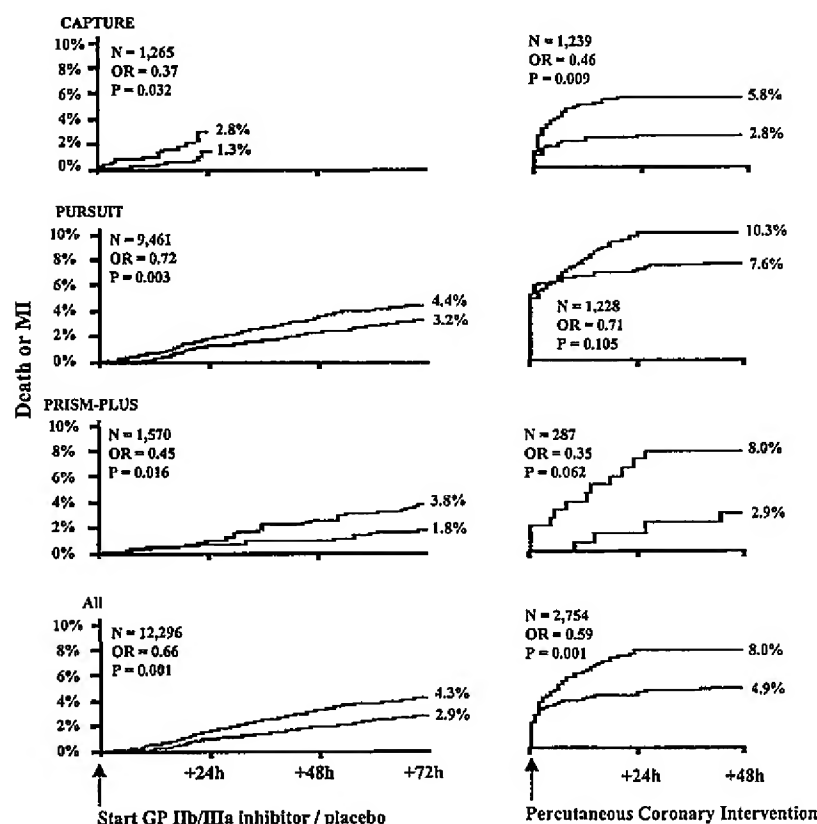 CAPTURE
10%
8%
6%
4%
2%
0%
N = 1,265
OR = 0.37
P = 0.032
2.8%
1.3%
N = 1,239
OR = 0.46
P = 0.009
5.8%
2.8%
PURSUIT
10%
8%
6%
4%
2%
0%
N = 9,461
OR = 0.72
P = 0.003
4.4%
3.2%
10.3%
7.6%
N = 1,228
OR = 0.71
P = 0.105
Death or MI
PRISM-PLUS
10%
8%
6%
4%
2%
0%
N = 1,570
OR = 0.45
P = 0.016
3.8%
1.8%
N = 287
OR = 0.35
P = 0.062
8.0%
2.9%
All
10%
8%
6%
4%
2%
0%
N = 12,296
OR = 0.66
P = 0.001
4.3%
2.9%
N = 2,754
OR = 0.59
P = 0.001
8.0%
4.9%
+24h
+48h
+72h
+24h
+48h
Start GP IIb/IIIa inhibitor / placebo
Percutaneous Coronary Intervention